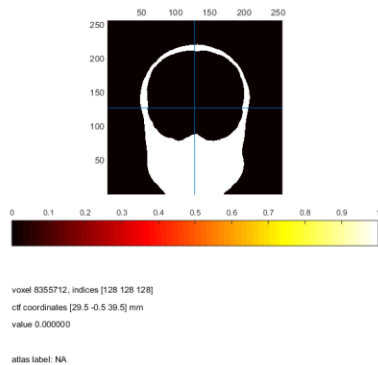 50 100 150 200 250
250
200
150
100
50
0 0.1 0.2 0.3 0.4 0.5 0.6 0.7 0.8 0.9 1
voxel 8355712, indices [128 128 128]
ctf coordinates [29.5 -0.5 39.5] mm
value 0.000000
atlas label: NA